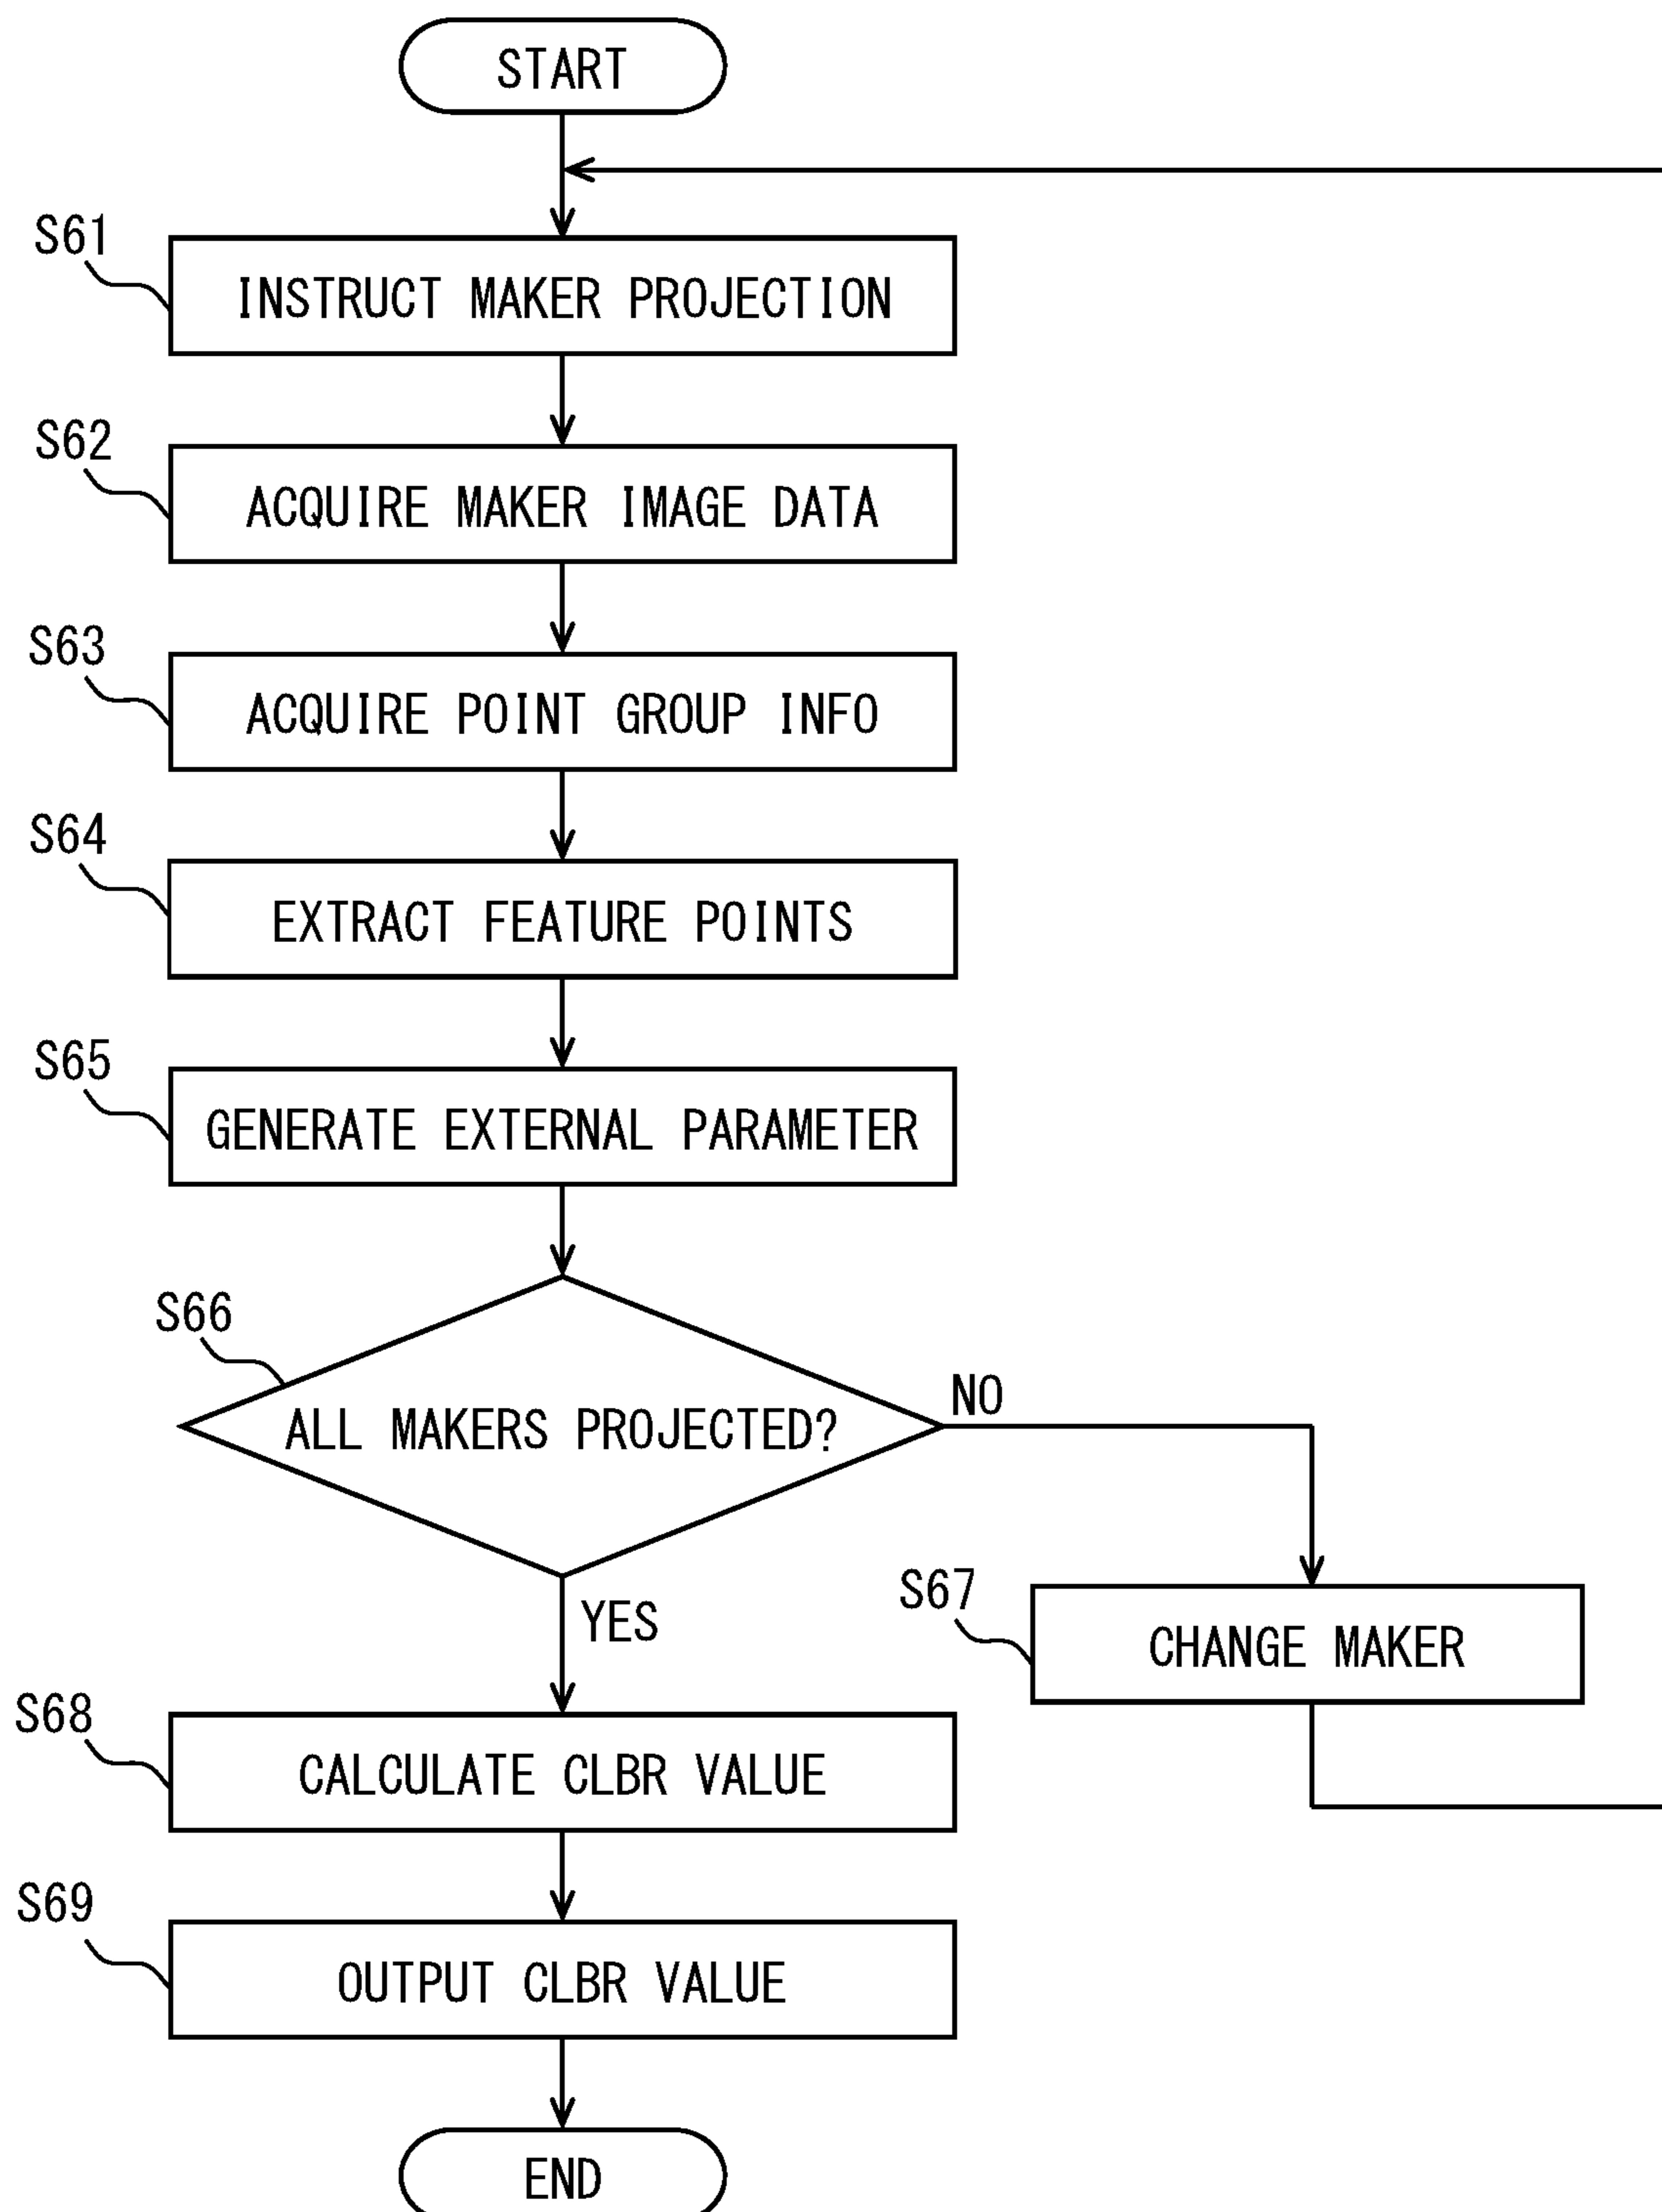 START
S61
INSTRUCT MAKER PROJECTION
S62
ACQUIRE MAKER IMAGE DATA
S63
ACQUIRE POINT GROUP INFO
S64
EXTRACT FEATURE POINTS
S65
GENERATE EXTERNAL PARAMETER
S66
ALL MAKERS PROJECTED?
NO
YES
S67
CHANGE MAKER
S68
CALCULATE CLBR VALUE
S69
OUTPUT CLBR VALUE
END